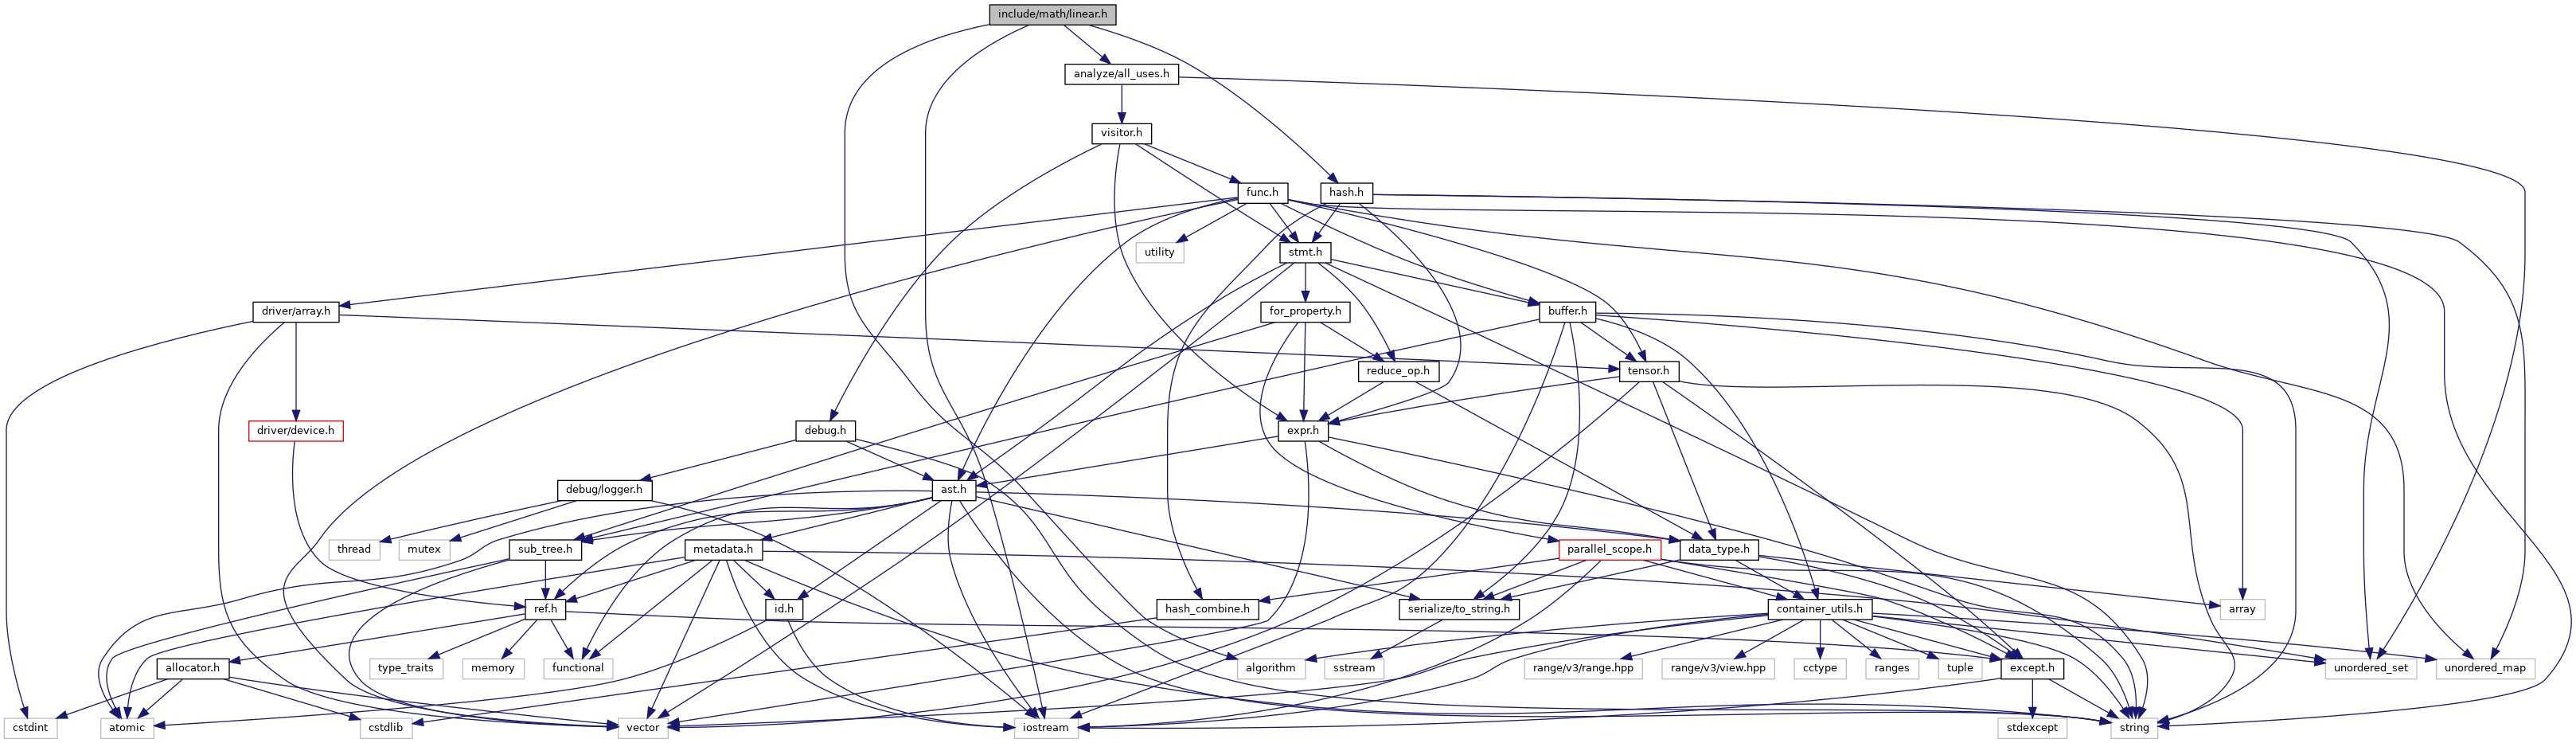 include/math/linear.h
analyze/all_uses.h
visitor.h
func.h
hash.h
utility
stmt.h
driver/array.h
for_property.h
buffer.h
reduce_op.h
tensor.h
driver/device.h
debug.h
expr.h
debug/logger.h
ast.h
thread
mutex
sub_tree.h
metadata.h
parallel_scope.h
data_type.h
ref.h
id.h
hash_combine.h
serialize/to_string.h
container_utils.h
array
allocator.h
type_traits
memory
functional
algorithm
sstream
range/v3/range.hpp
range/v3/view.hpp
cctype
ranges
tuple
except.h
unordered_set
unordered_map
cstdint
atomic
cstdlib
vector
iostream
stdexcept
string